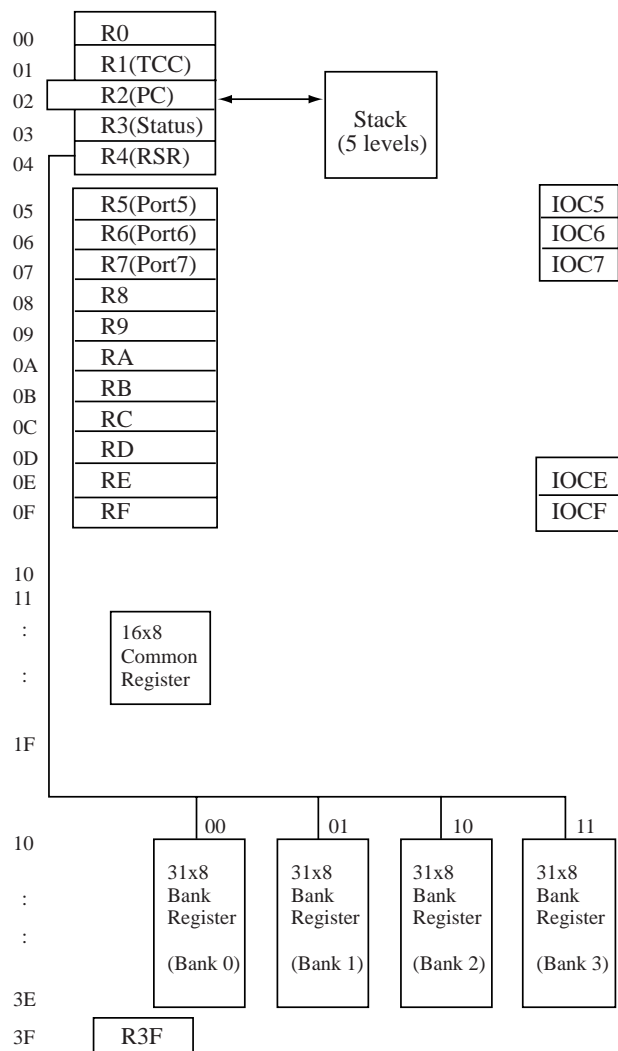 00 R0
01 R1(TCC)
02 R2(PC)
03 R3(Status)
04 R4(RSR)
Stack
(5 levels)
05 R5(Port5) IOC5
06 R6(Port6) IOC6
07 R7(Port7) IOC7
08 R8
09 R9
0A RA
0B RB
0C RC
0D RD
0E RE IOCE
0F RF IOCF
10
11
:
:
1F
16x8
Common
Register
00 01 10 11
10
:
:
3E
31x8
Bank
Register
(Bank 0)
31x8
Bank
Register
(Bank 1)
31x8
Bank
Register
(Bank 2)
31x8
Bank
Register
(Bank 3)
3F R3F